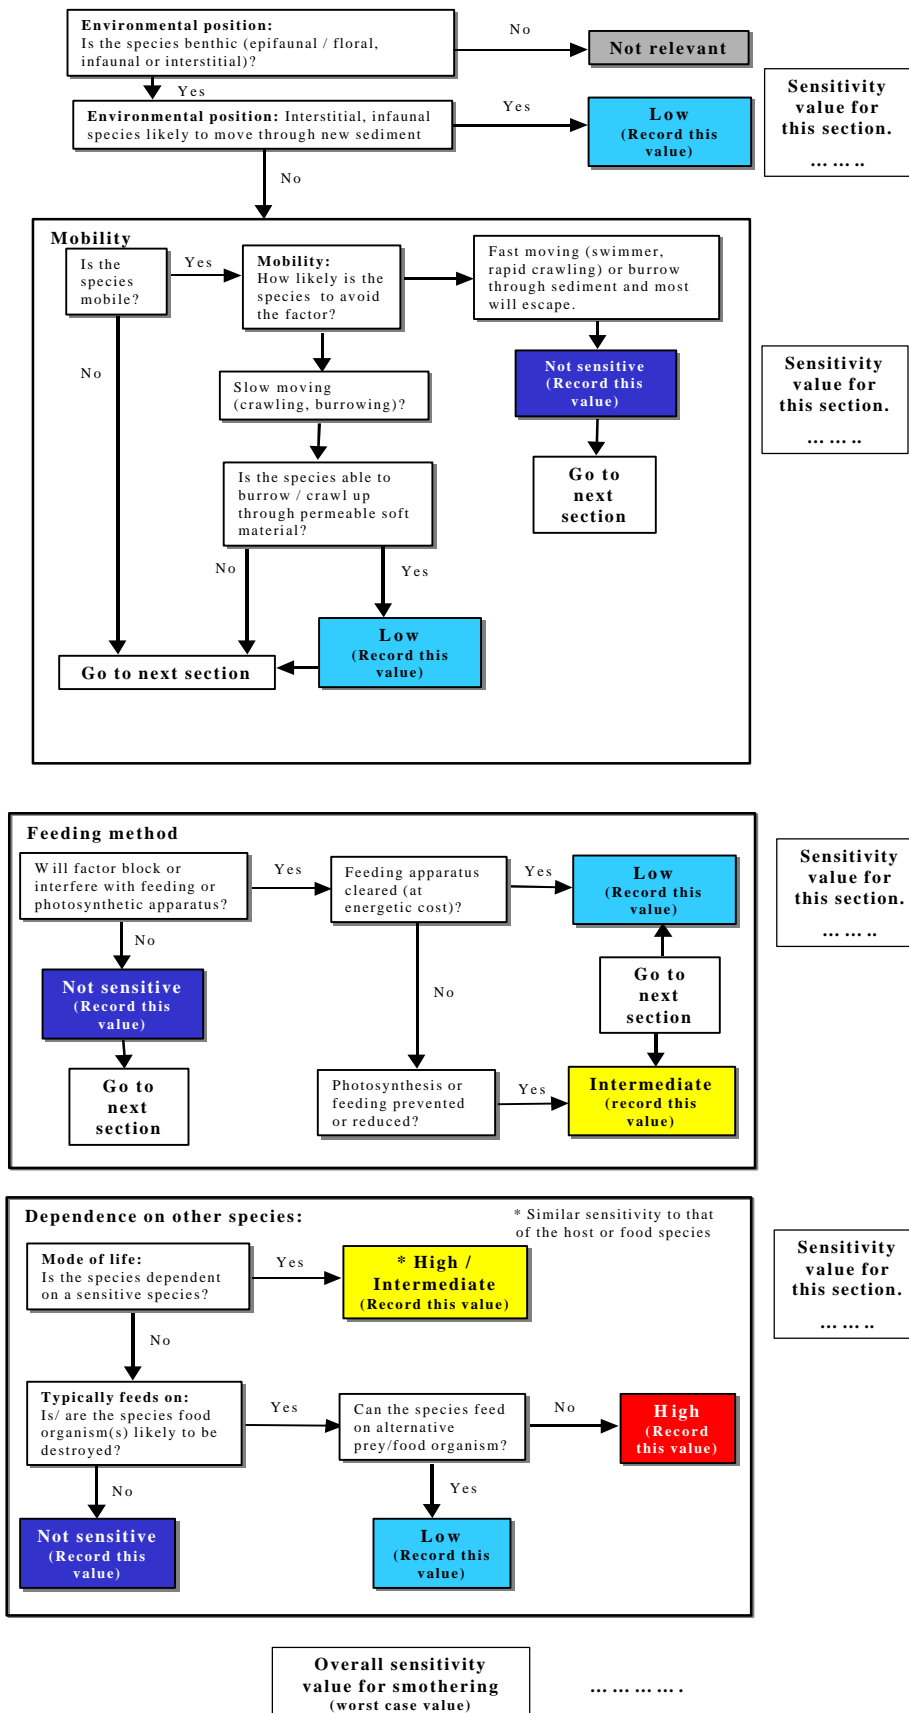 Environmental position:
Is the species benthic (epifaunal / floral,
infaunal or interstitial)?
No
Not relevant
Yes
Environmental position: Interstitial, infaunal
species likely to move through new sediment
Yes
Low
(Record this
value)
Sensitivity
value for
this section.
… … ..
No
Mobility
Is the
species
mobile?
Yes
Mobility:
How likely is the
species to avoid
the factor?
Fast moving (swimmer,
rapid crawling) or burrow
through sediment and most
will escape.
No
Slow moving
(crawling, burrowing)?
Not sensitive
(Record this
value)
Sensitivity
value for
this section.
… … ..
Is the species able to
burrow / crawl up
through permeable soft
material?
Go to
next
section
No
Yes
Low
(Record this
value)
Go to next section
Feeding method
Will factor block or
interfere with feeding or
photosynthetic apparatus?
Yes
Feeding apparatus
cleared (at
energetic cost)?
Yes
Low
(Record this
value)
Sensitivity
value for
this section.
… … ..
No
Not sensitive
(Record this
value)
No
Go to
next
section
Go to
next
section
Photosynthesis or
feeding prevented
or reduced?
Yes
Intermediate
(record this
value)
Dependence on other species:
* Similar sensitivity to that
of the host or food species
Mode of life:
Is the species dependent
on a sensitive species?
Yes
* High /
Intermediate
(Record this value)
Sensitivity
value for
this section.
… … ..
No
Typically feeds on:
Is/ are the species food
organism(s) likely to be
destroyed?
Yes
Can the species feed
on alternative
prey/food organism?
No
High
(Record
this value)
No
Yes
Not sensitive
(Record this
value)
Low
(Record this
value)
Overall sensitivity
value for smothering
(worst case value)
… … … … .